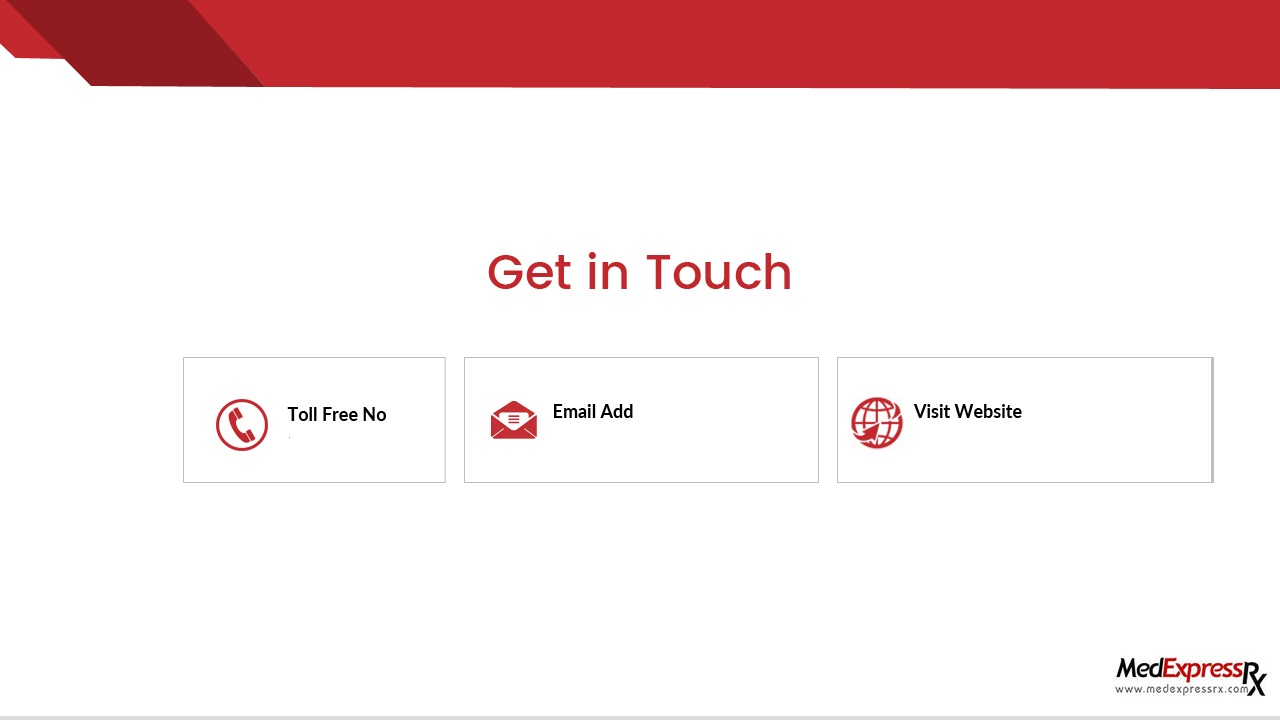 Get in Touch
Toll Free No
.
Email Add
Visit Website
MedExpressRx
www.medexpressrx.com